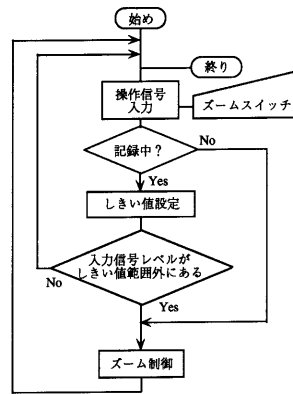 始め
終り
操作信号
入力
ズームスイッチ
記録中？
No
Yes
しきい値設定
入力信号レベルが
しきい値範囲外にある
No
Yes
ズーム制御